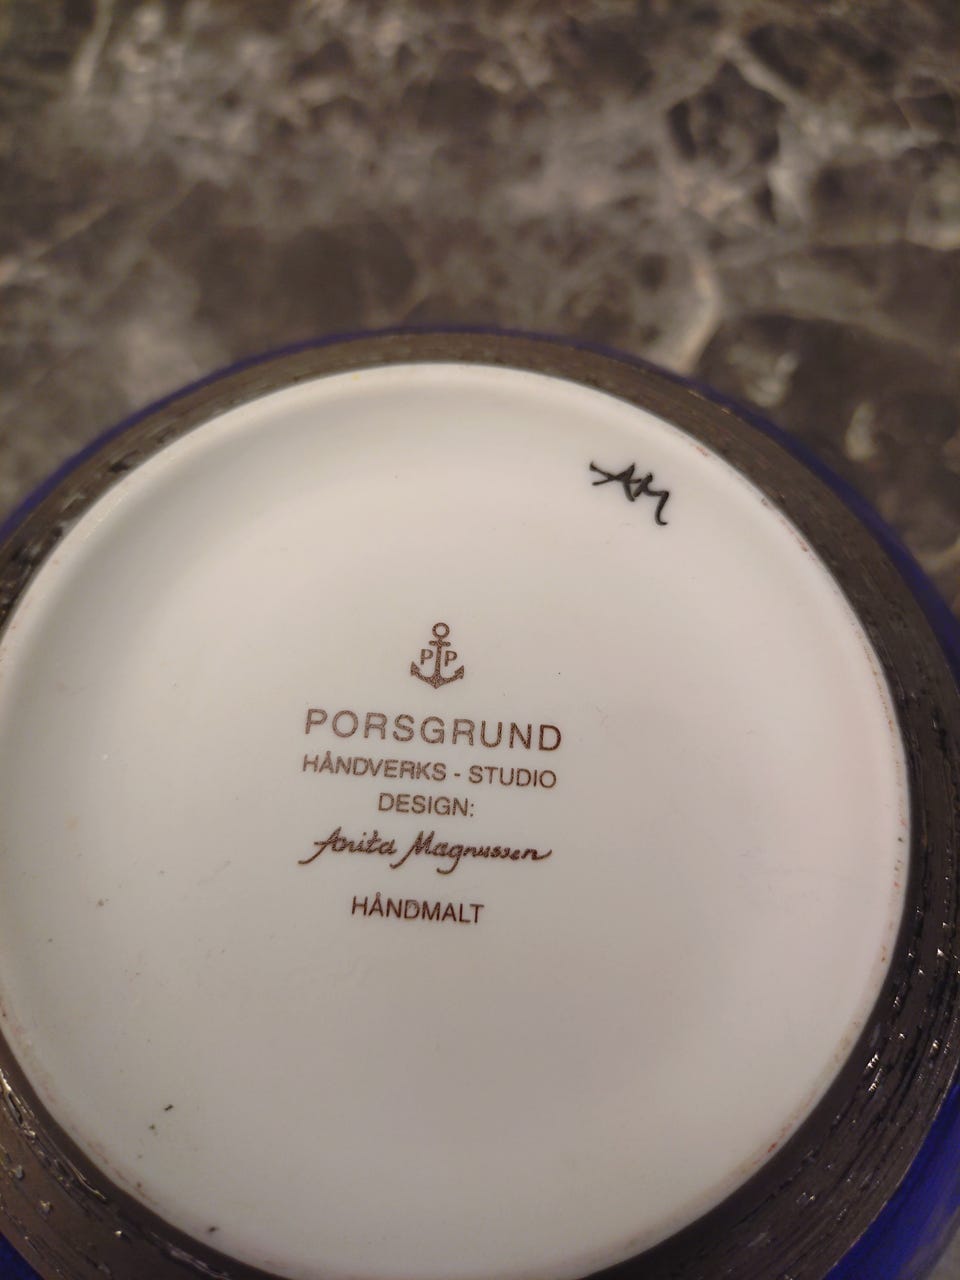 AM
P P
PORSGRUND
HÅNDVERKS - STUDIO
DESIGN:
Anita Magnussen
HÅNDMALT